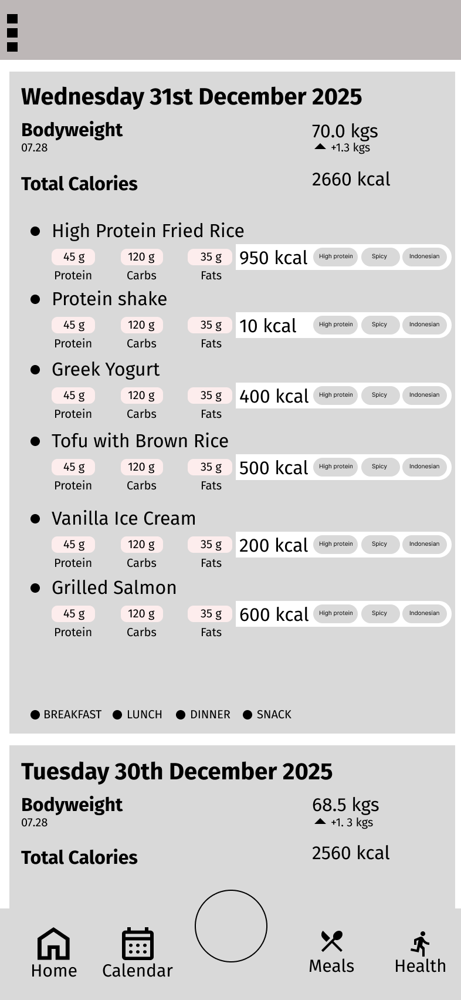 Wednesday 31st December 2025
Bodyweight 70.0 kgs
07.28 +1.3 kgs
Total Calories 2660 kcal
High Protein Fried Rice
45 g 120 g 35 g 950 kcal High protein Spicy Indonesian
Protein Carbs Fats
Protein shake
45 g 120 g 35 g 10 kcal High protein Spicy Indonesian
Protein Carbs Fats
Greek Yogurt
45 g 120 g 35 g 400 kcal High protein Spicy Indonesian
Protein Carbs Fats
Tofu with Brown Rice
45 g 120 g 35 g 500 kcal High protein Spicy Indonesian
Protein Carbs Fats
Vanilla Ice Cream
45 g 120 g 35 g 200 kcal High protein Spicy Indonesian
Protein Carbs Fats
Grilled Salmon
45 g 120 g 35 g 600 kcal High protein Spicy Indonesian
Protein Carbs Fats
BREAKFAST LUNCH DINNER SNACK
Tuesday 30th December 2025
Bodyweight 68.5 kgs
07.28 +1. 3 kgs
Total Calories 2560 kcal
Home Calendar Meals Health